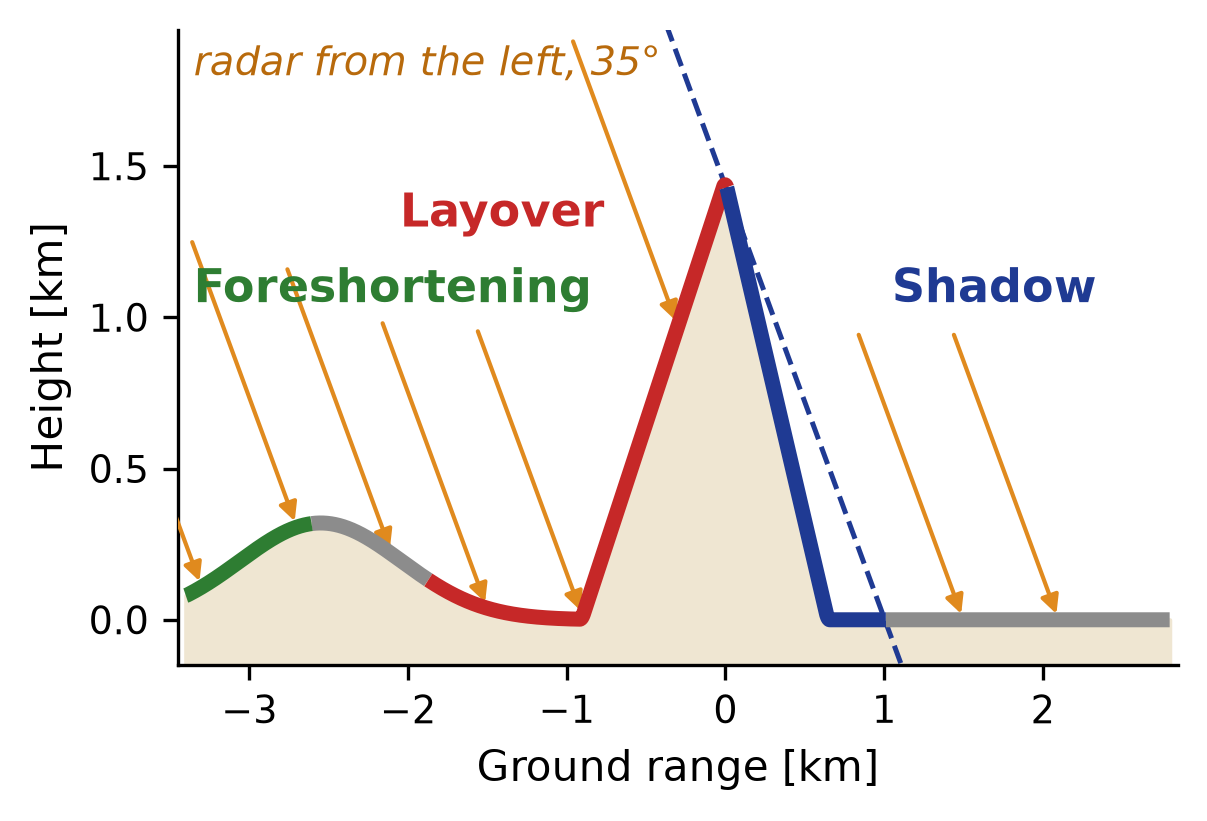 radar from the left, 35°
Layover
Foreshortening
Shadow
Height [km]
1.5
1.0
0.5
0.0
−3
−2
−1
0
1
2
Ground range [km]